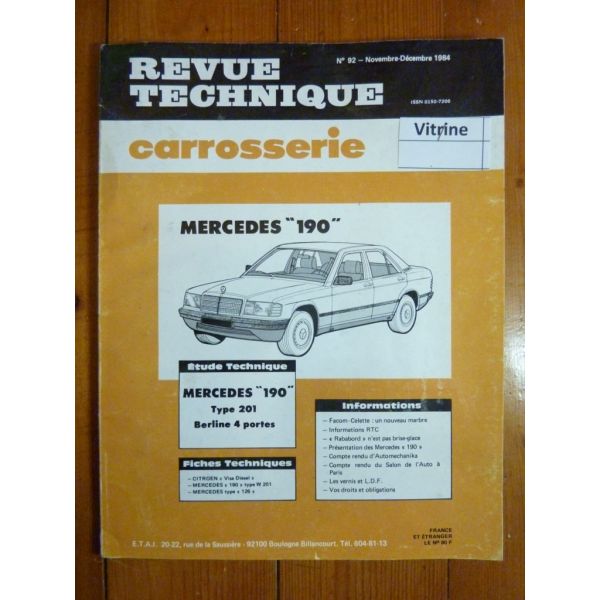 REVUE
TECHNIQUE
N° 92 – Novembre-Décembre 1984
ISSN 0150-7206
carrosserie
Vitrine
MERCEDES "190"
Étude Technique
MERCEDES "190"
Type 201
Berline 4 portes
Fiches Techniques
– CITROEN « Visa Diesel »
– MERCEDES « 190 » type W 201
– MERCEDES type « 126 »
Informations
– Facom-Celette : un nouveau marbre
– Informations RTC
– « Rababord » n'est pas brise-glace
– Présentation des Mercedes « 190 »
– Compte rendu d'Automechanika
– Compte rendu du Salon de l'Auto à
Paris
– Les vernis et L.D.F.
– Vos droits et obligations
FRANCE
ET ÉTRANGER
LE N° 90 F
E.T.A.I. 20-22, rue de la Saussière - 92100 Boulogne Billancourt. Tél. 604-81-13